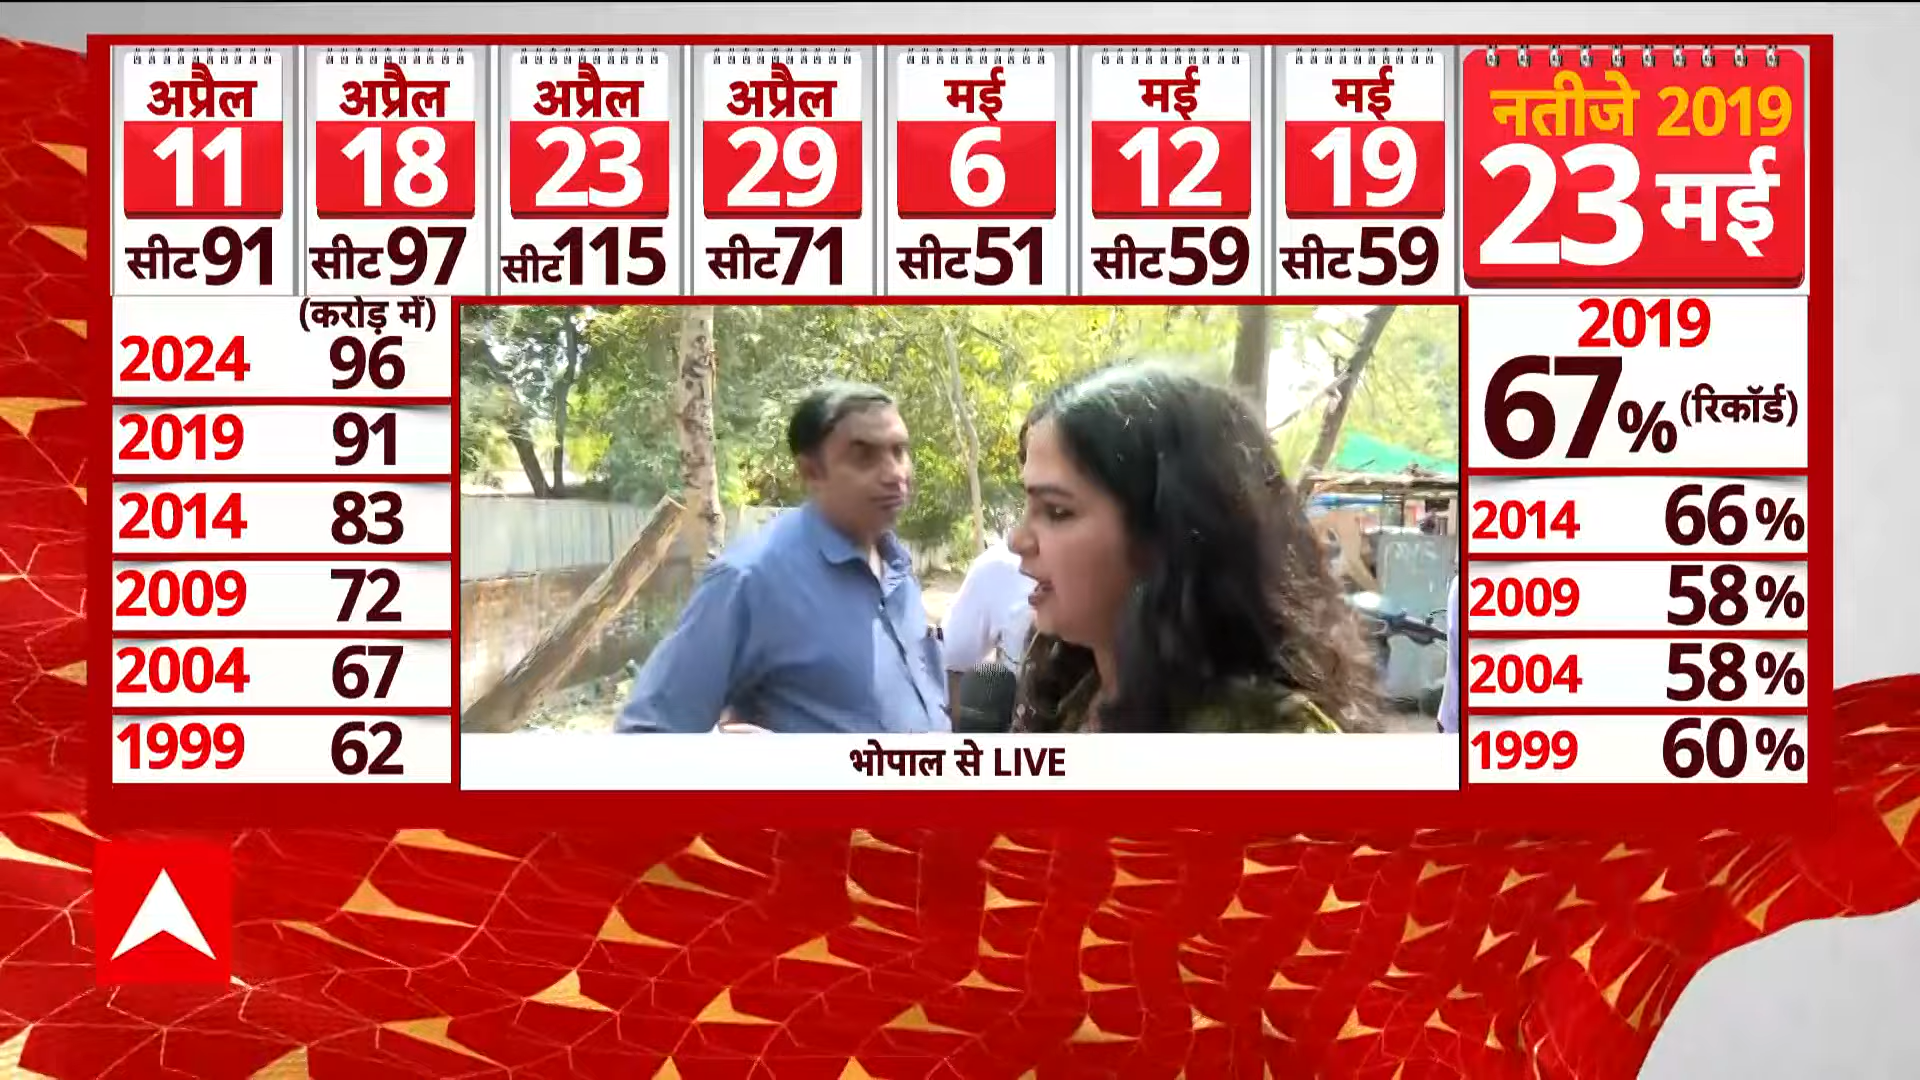 अप्रैल
11
सीट 91
अप्रैल
18
सीट 97
अप्रैल
23
सीट 115
अप्रैल
29
सीट 71
मई
6
सीट 51
मई
12
सीट 59
मई
19
सीट 59
नतीजे 2019
23 मई
(करोड़ में)
2024 96
2019 91
2014 83
2009 72
2004 67
1999 62
भोपाल से LIVE
2019
67% (रिकॉर्ड)
2014 66%
2009 58%
2004 58%
1999 60%